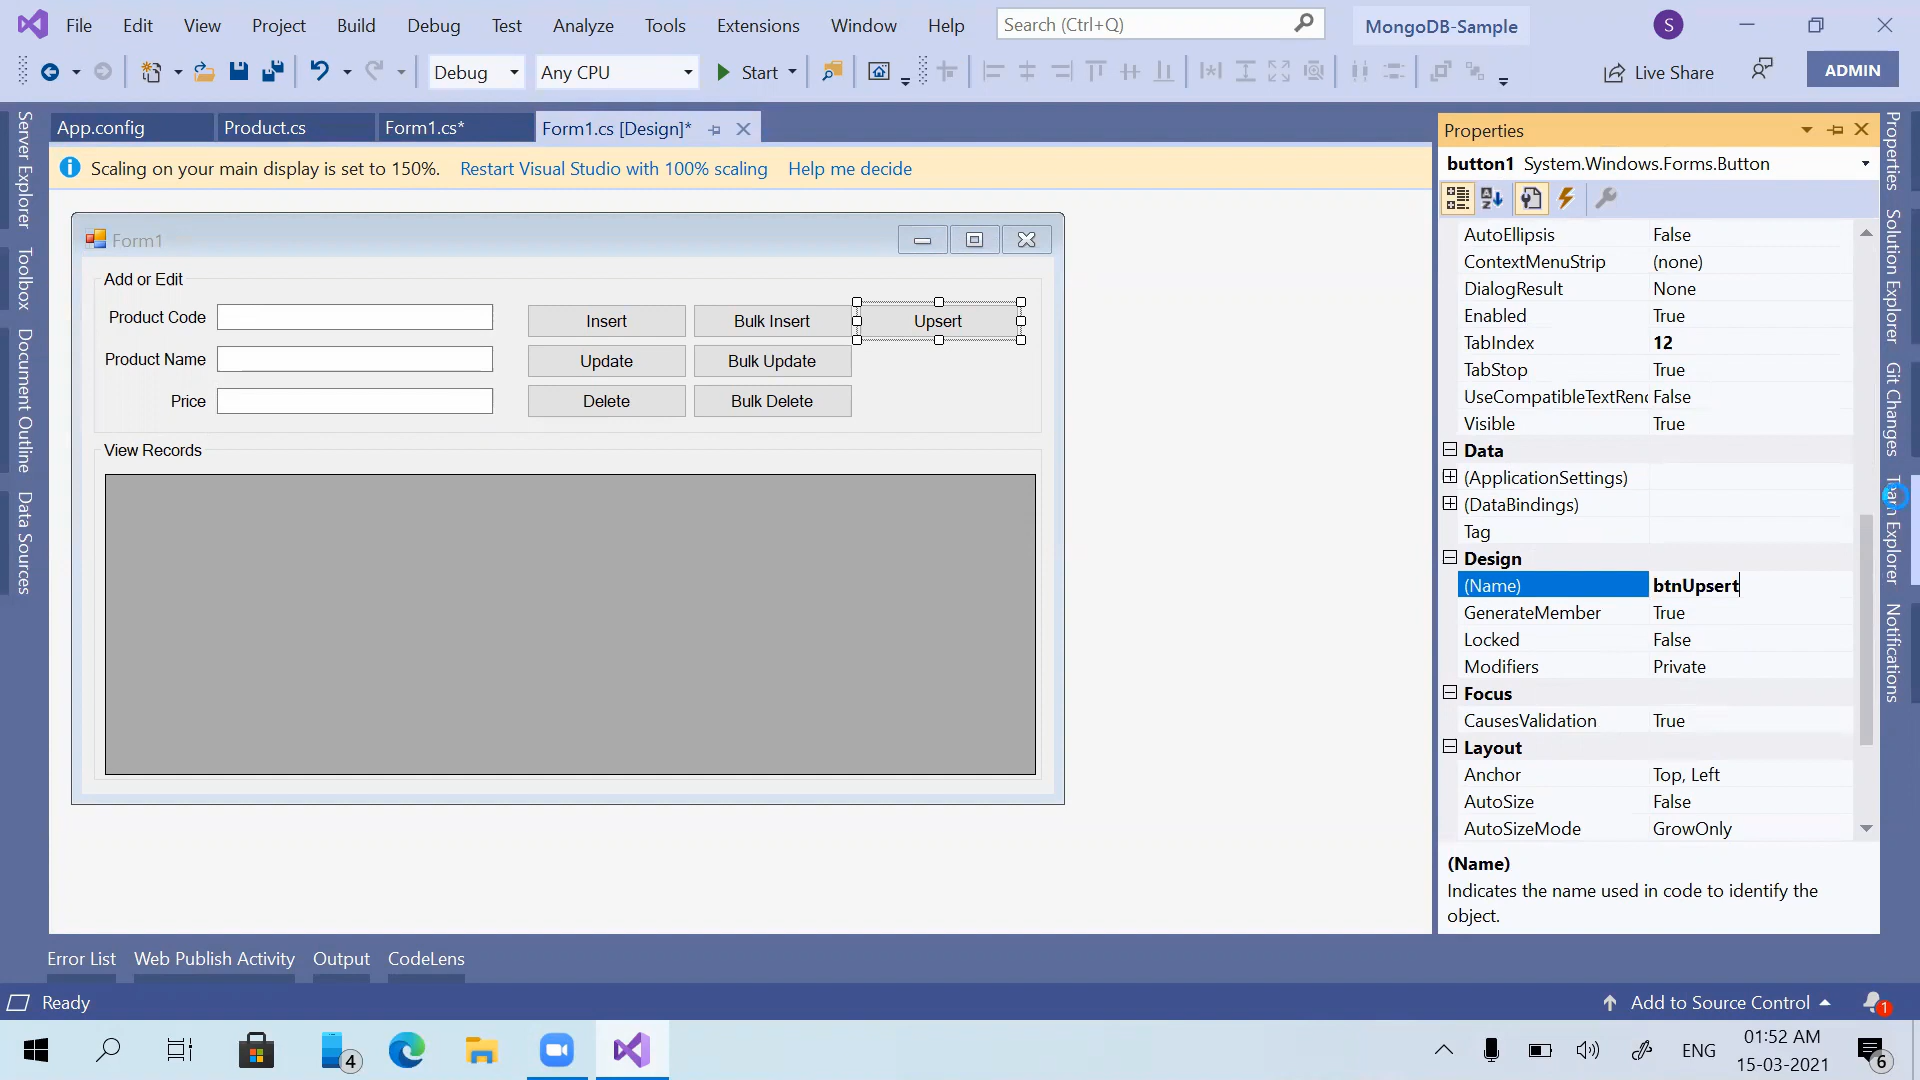 File Edit View Project Build Debug Test Analyze Tools Extensions Window Help Search (Ctrl+Q) MongoDB-Sample S
Debug Any CPU Start Live Share ADMIN
App.config Product.cs Form1.cs* Form1.cs [Design]*
Scaling on your main display is set to 150%. Restart Visual Studio with 100% scaling Help me decide
Form1
Add or Edit
Product Code Insert Bulk Insert Upsert
Product Name Update Bulk Update
Price Delete Bulk Delete
View Records
Server Explorer
Toolbox
Document Outline
Data Sources
Properties
button1 System.Windows.Forms.Button
AutoEllipsis False
ContextMenuStrip (none)
DialogResult None
Enabled True
TabIndex 12
TabStop True
UseCompatibleTextRend False
Visible True
Data
(ApplicationSettings)
(DataBindings)
Tag
Design
(Name) btnUpsert
GenerateMember True
Locked False
Modifiers Private
Focus
CausesValidation True
Layout
Anchor Top, Left
AutoSize False
AutoSizeMode GrowOnly
(Name)
Indicates the name used in code to identify the
object.
Properties
Solution Explorer
Git Changes
Team Explorer
Notifications
Error List Web Publish Activity Output CodeLens
Ready Add to Source Control 1
4 ENG 01:52 AM
15-03-2021 6